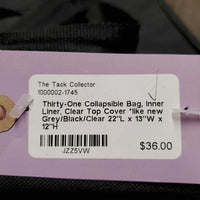 The Tack Collector
1000002-1745
Thirty-One Collapsible Bag, Inner
Liner, Clear Top Cover *like new
Grey/Black/Clear 22"L x 13"W x
12"H
$36.00
JZZ5VW